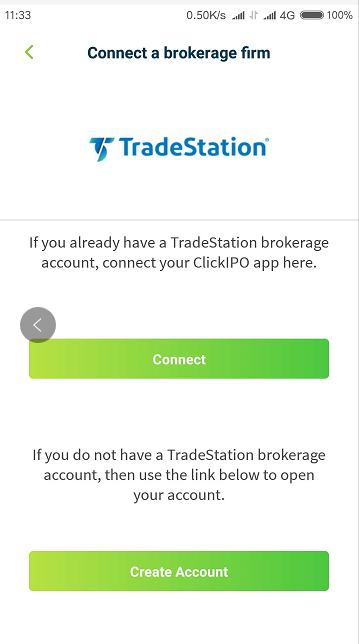 11:33 0.50K/s 4G 100%
Connect a brokerage firm
TradeStation®
If you already have a TradeStation brokerage
account, connect your ClickIPO app here.
Connect
If you do not have a TradeStation brokerage
account, then use the link below to open
your account.
Create Account